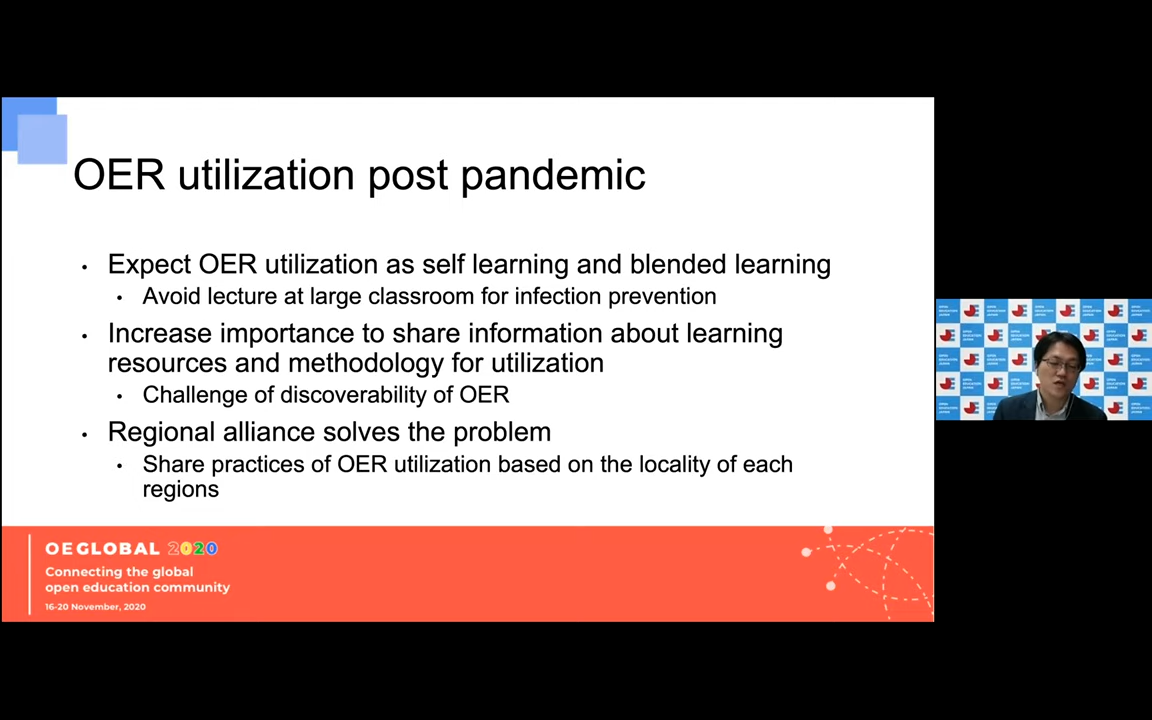 OER utilization post pandemic
• Expect OER utilization as self learning and blended learning
• Avoid lecture at large classroom for infection prevention
• Increase importance to share information about learning
resources and methodology for utilization
• Challenge of discoverability of OER
• Regional alliance solves the problem
• Share practices of OER utilization based on the locality of each
regions
OEGLOBAL 2020
Connecting the global
open education community
16-20 November, 2020
OPEN
EDUCATION
JAPAN